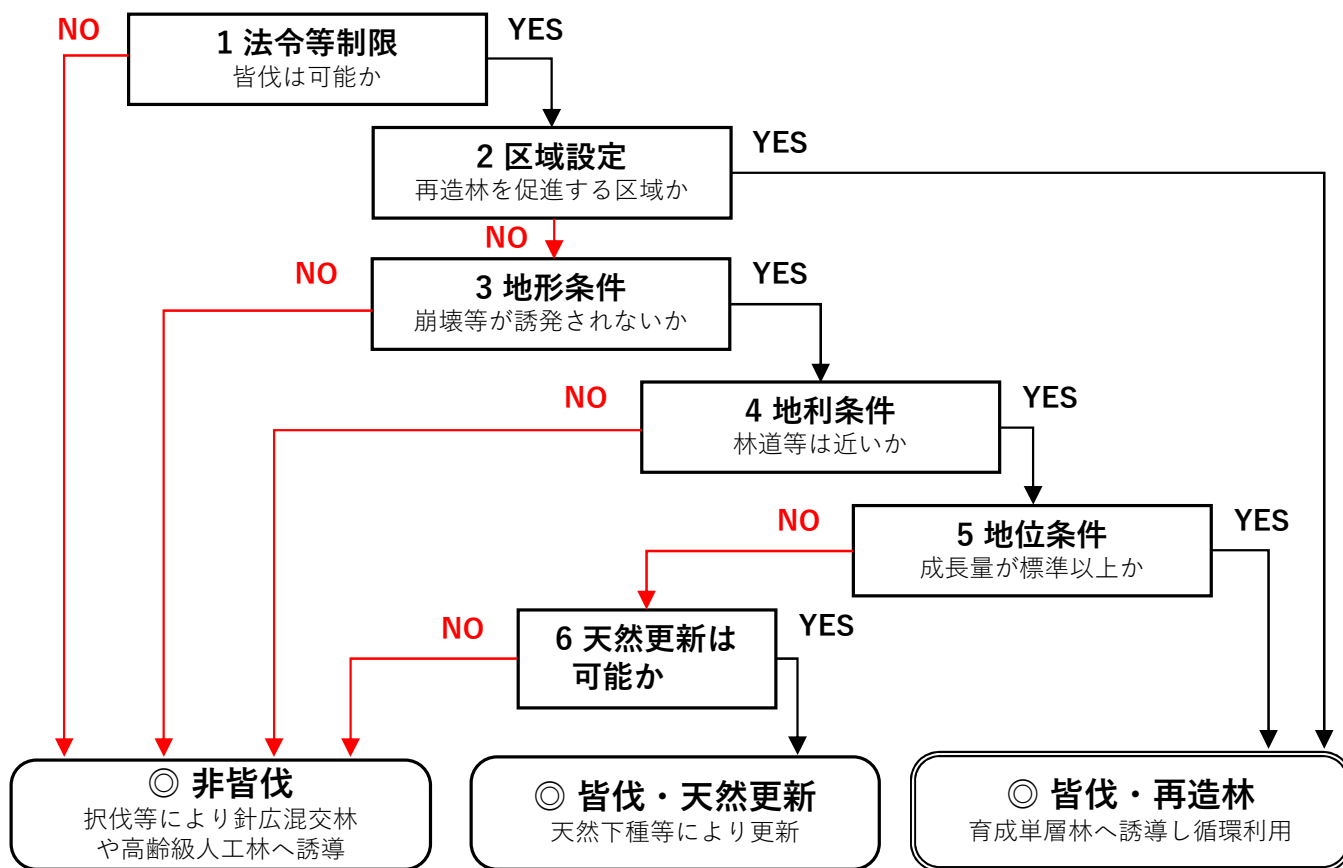 NO
1 法令等制限
皆伐は可能か
YES
2 区域設定
再造林を促進する区域か
YES
NO
NO
3 地形条件
崩壊等が誘発されないか
YES
NO
4 地利条件
林道等は近いか
YES
NO
5 地位条件
成長量が標準以上か
YES
NO
6 天然更新は
可能か
YES
◎ 非皆伐
択伐等により針広混交林
や高齢級人工林へ誘導
◎ 皆伐・天然更新
天然下種等により更新
◎ 皆伐・再造林
育成単層林へ誘導し循環利用